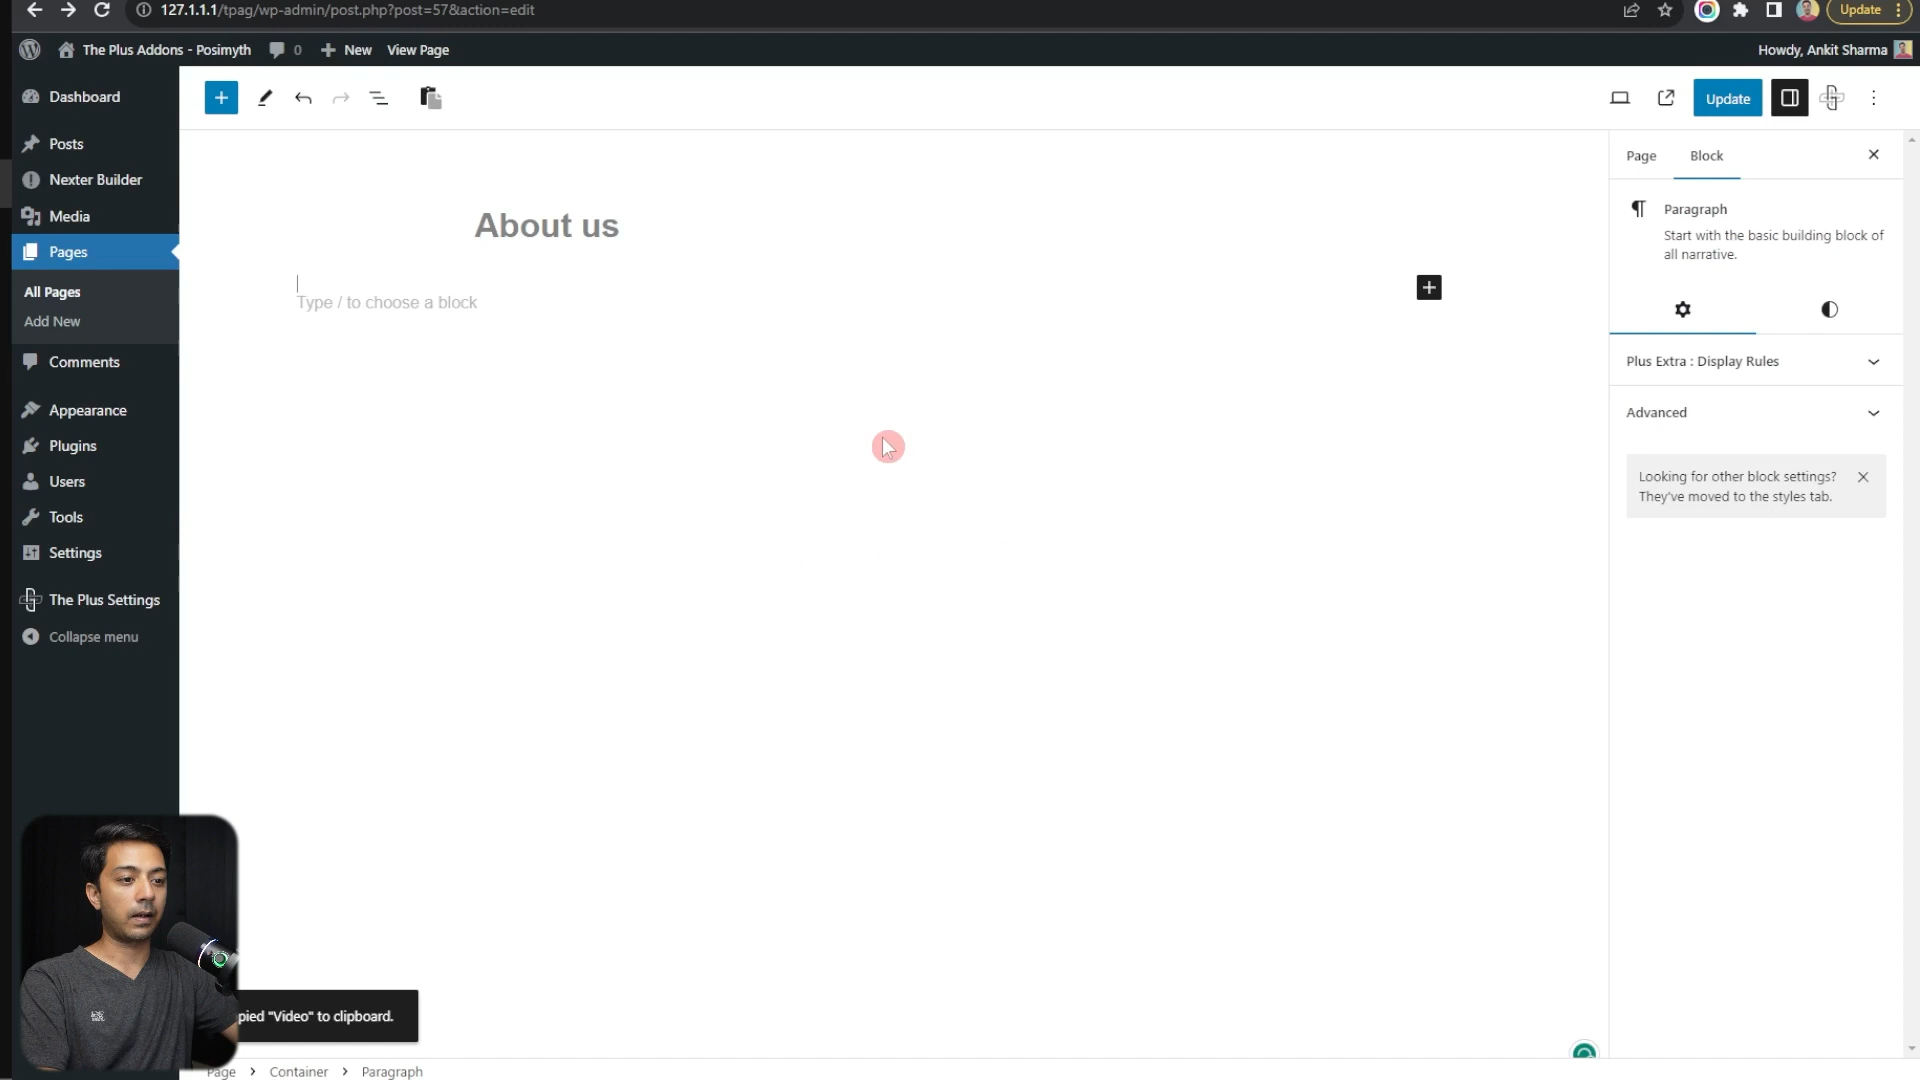 127.1.1.1/tpag/wp-admin/post.php?post=57&action=edit
Update
The Plus Addons - Posimyth
0
New
View Page
Howdy, Ankit Sharma
Dashboard
Posts
Nexter Builder
Media
Pages
All Pages
Add New
Comments
Appearance
Plugins
Users
Tools
Settings
The Plus Settings
Collapse menu
Update
About us
Type / to choose a block
Page
Block
Paragraph
Start with the basic building block of
all narrative.
Plus Extra : Display Rules
Advanced
Looking for other block settings?
They've moved to the styles tab.
pied "Video" to clipboard.
Page > Container > Paragraph